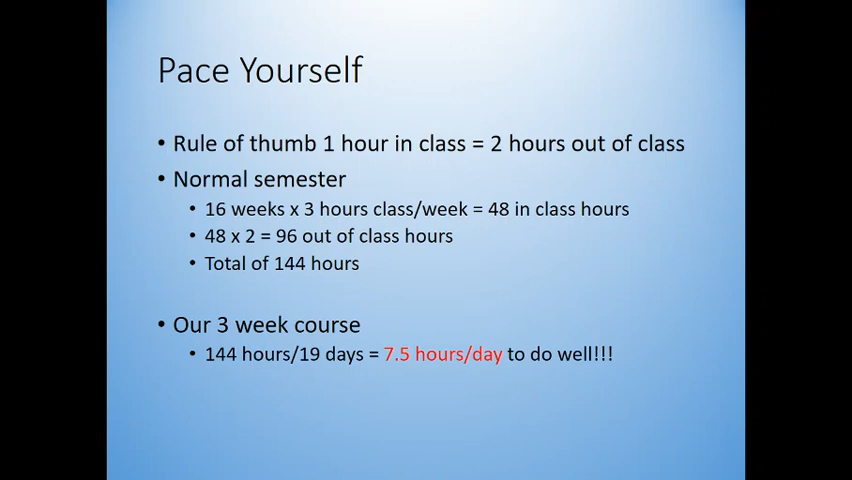 Pace Yourself
• Rule of thumb 1 hour in class = 2 hours out of class
• Normal semester
• 16 weeks x 3 hours class/week = 48 in class hours
• 48 x 2 = 96 out of class hours
• Total of 144 hours
• Our 3 week course
• 144 hours/19 days = 7.5 hours/day to do well!!!